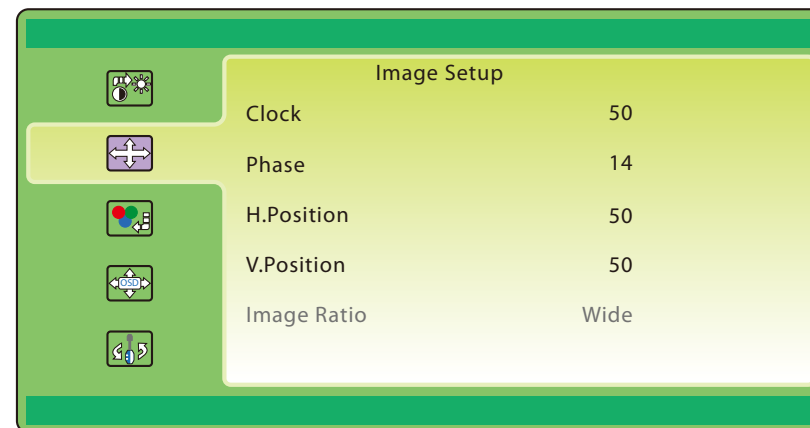 Image Setup
Clock 50
Phase 14
H.Position 50
V.Position 50
OSD
Image Ratio Wide